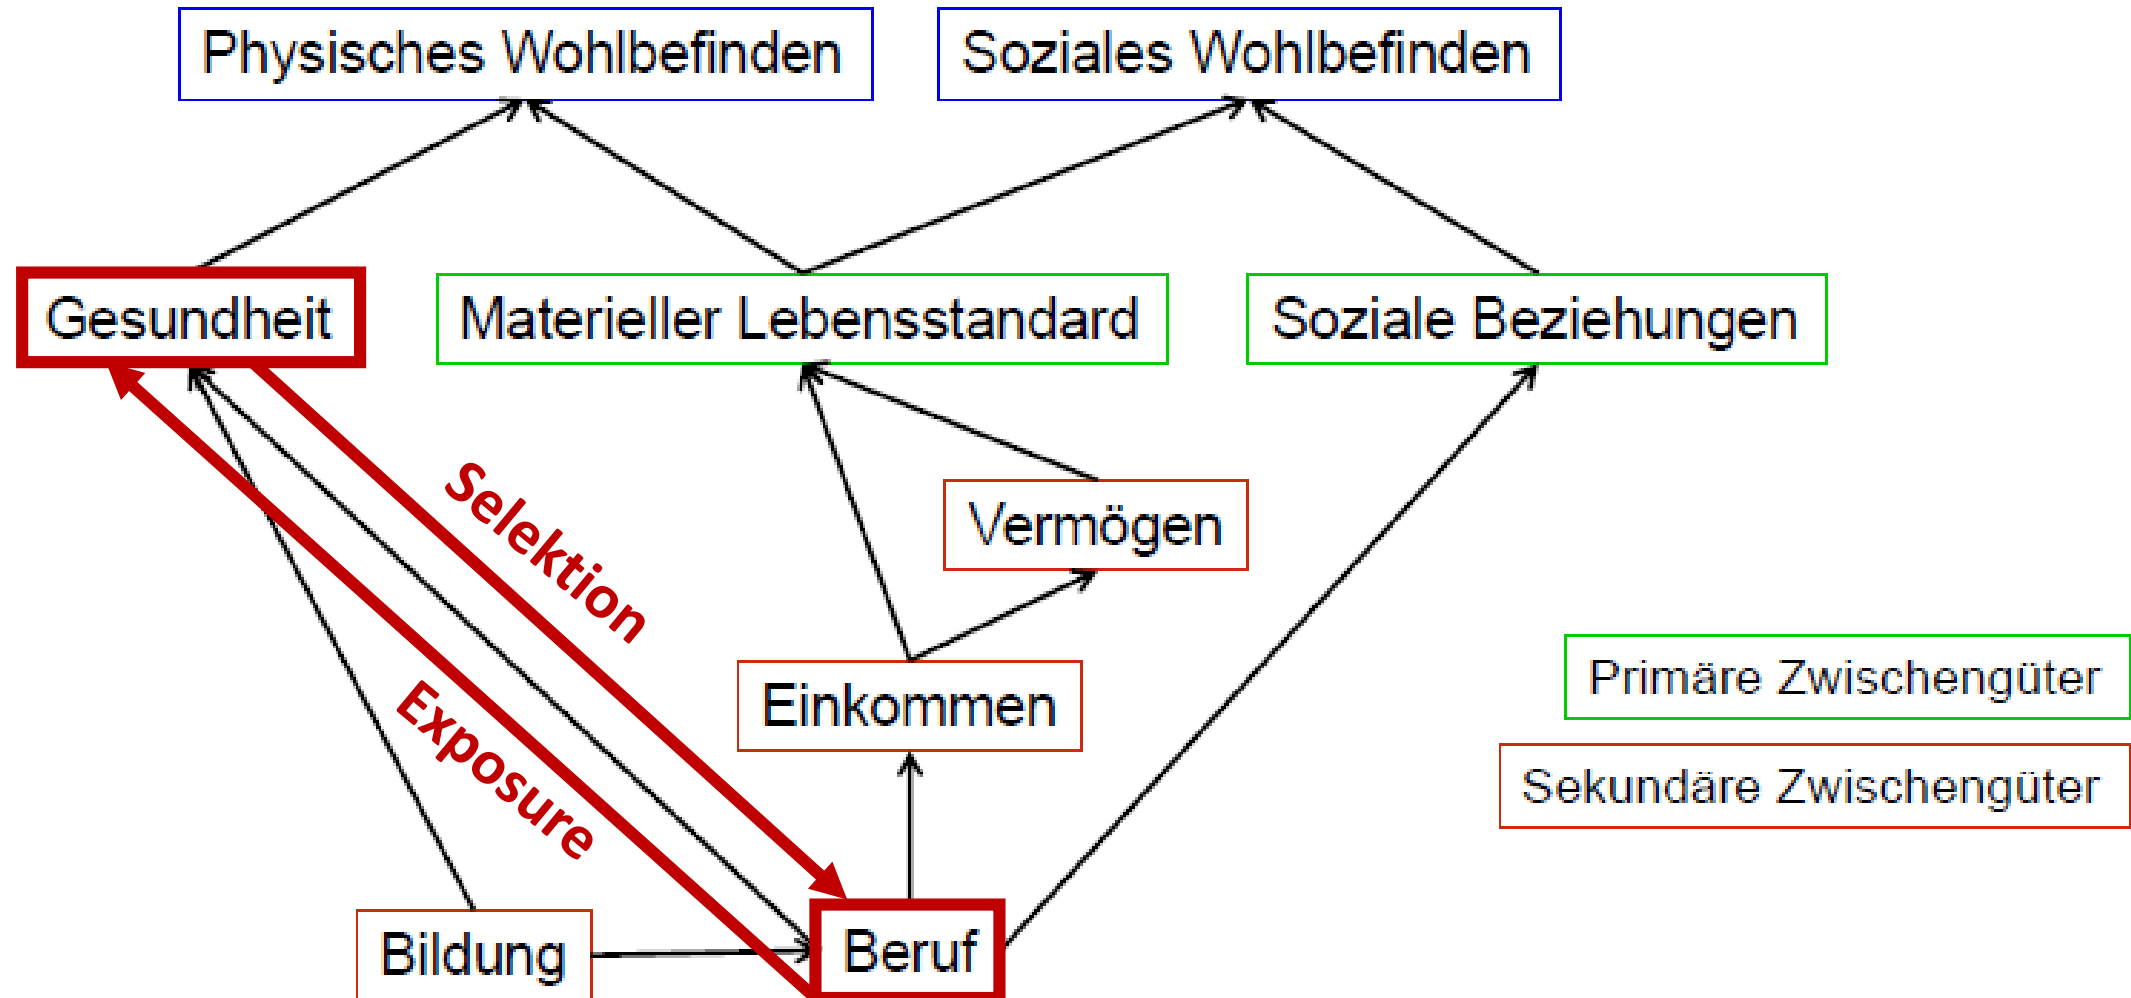 Physisches Wohlbefinden
Soziales Wohlbefinden
Gesundheit
Materieller Lebensstandard
Soziale Beziehungen
Selektion
Vermögen
Exposure
Einkommen
Primäre Zwischengüter
Sekundäre Zwischengüter
Bildung
Beruf